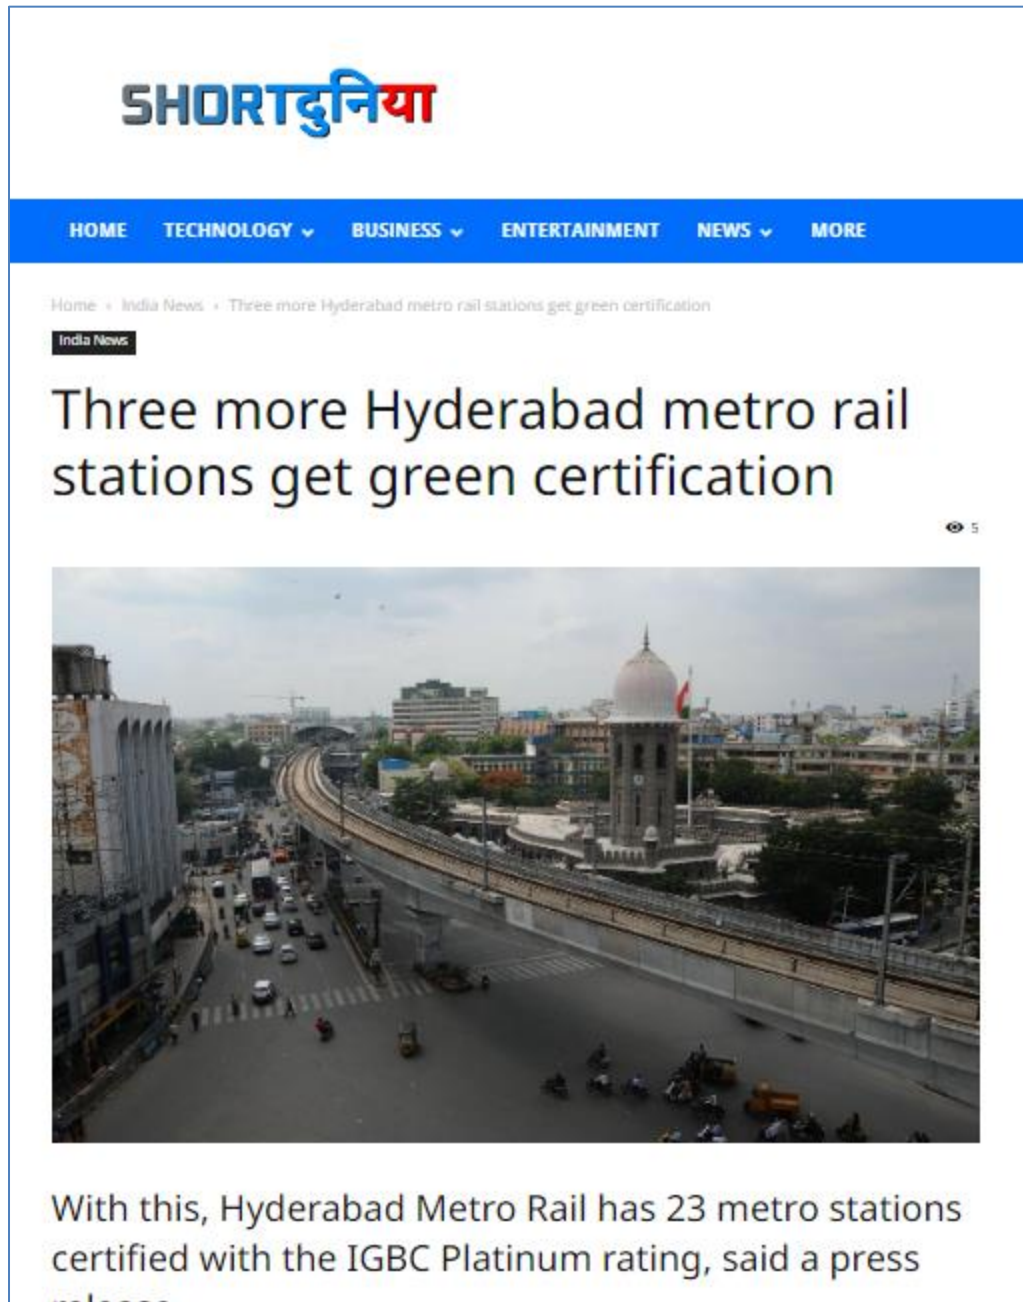 SHORTदुनिया
HOME TECHNOLOGY BUSINESS ENTERTAINMENT NEWS MORE
Home › India News › Three more Hyderabad metro rail stations get green certification
India News
Three more Hyderabad metro rail
stations get green certification
5
With this, Hyderabad Metro Rail has 23 metro stations
certified with the IGBC Platinum rating, said a press